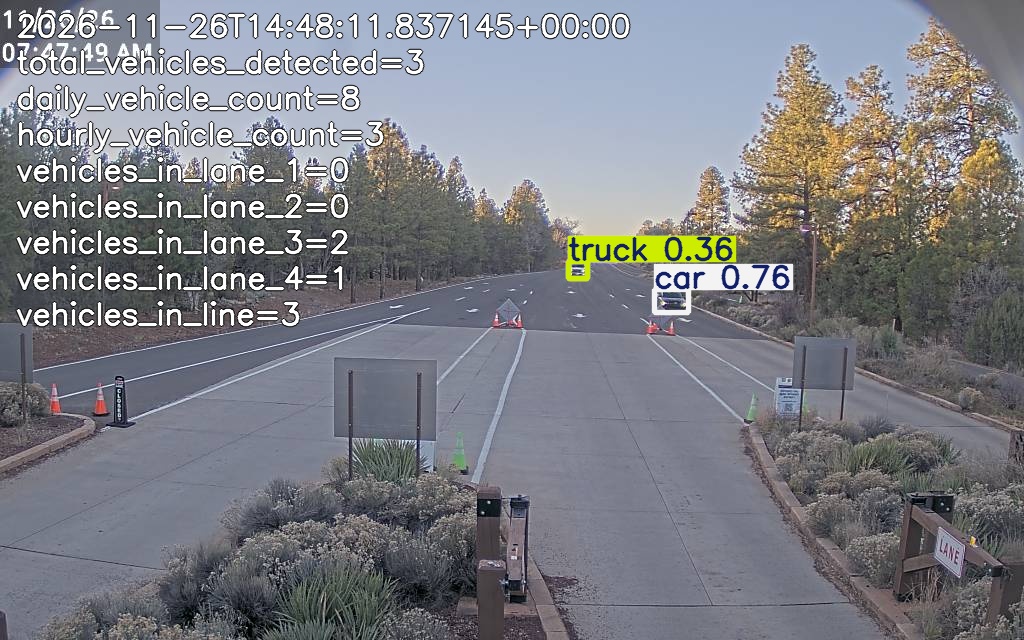 2026-11-26T14:48:11.837145+00:00
07:47:49 AM
total_vehicles_detected=3
daily_vehicle_count=8
hourly_vehicle_count=3
vehicles_in_lane_1=0
vehicles_in_lane_2=0
vehicles_in_lane_3=2
vehicles_in_lane_4=1
vehicles_in_line=3
truck 0.36
car 0.76
CLOSED
LANE